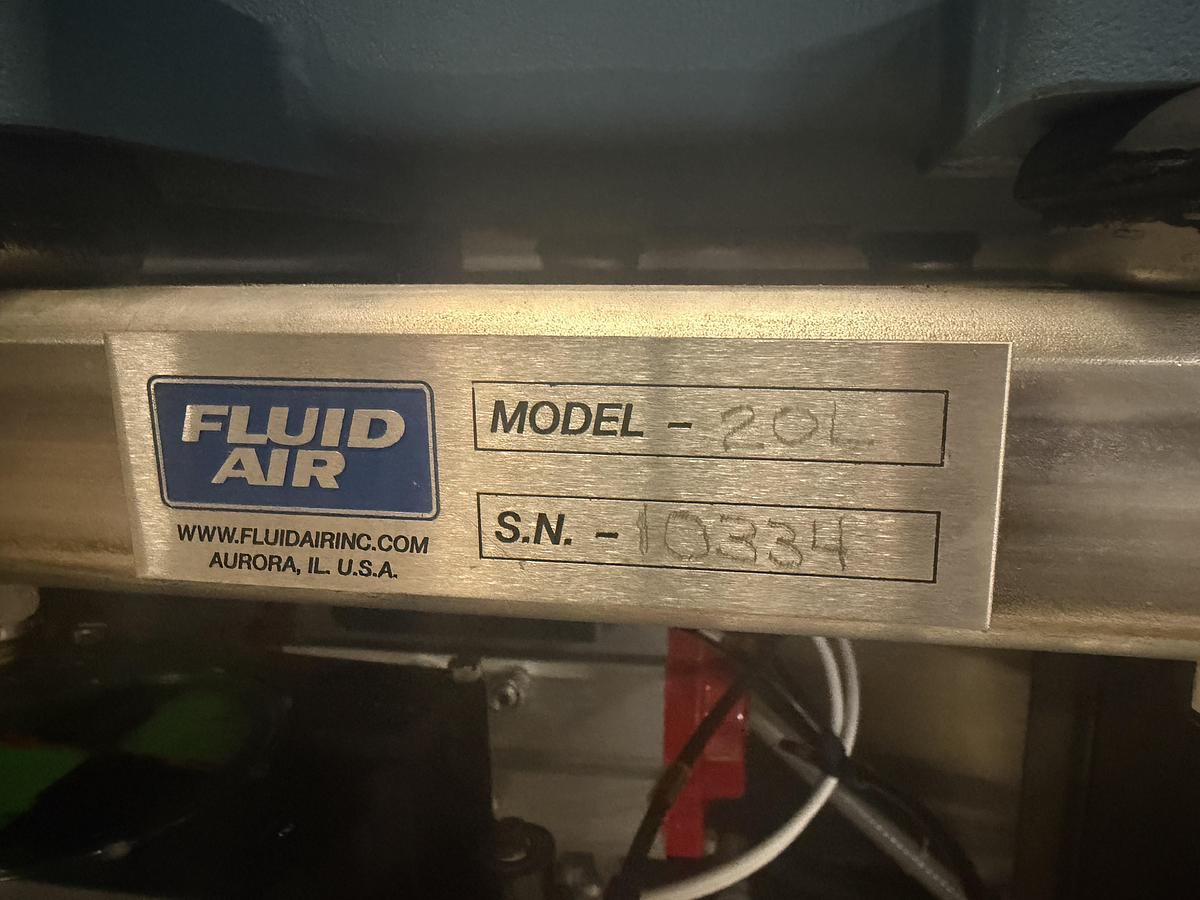 FLUID
AIR
WWW.FLUIDAIRINC.COM
AURORA, IL. U.S.A.
MODEL - 20L
S.N. - 10334